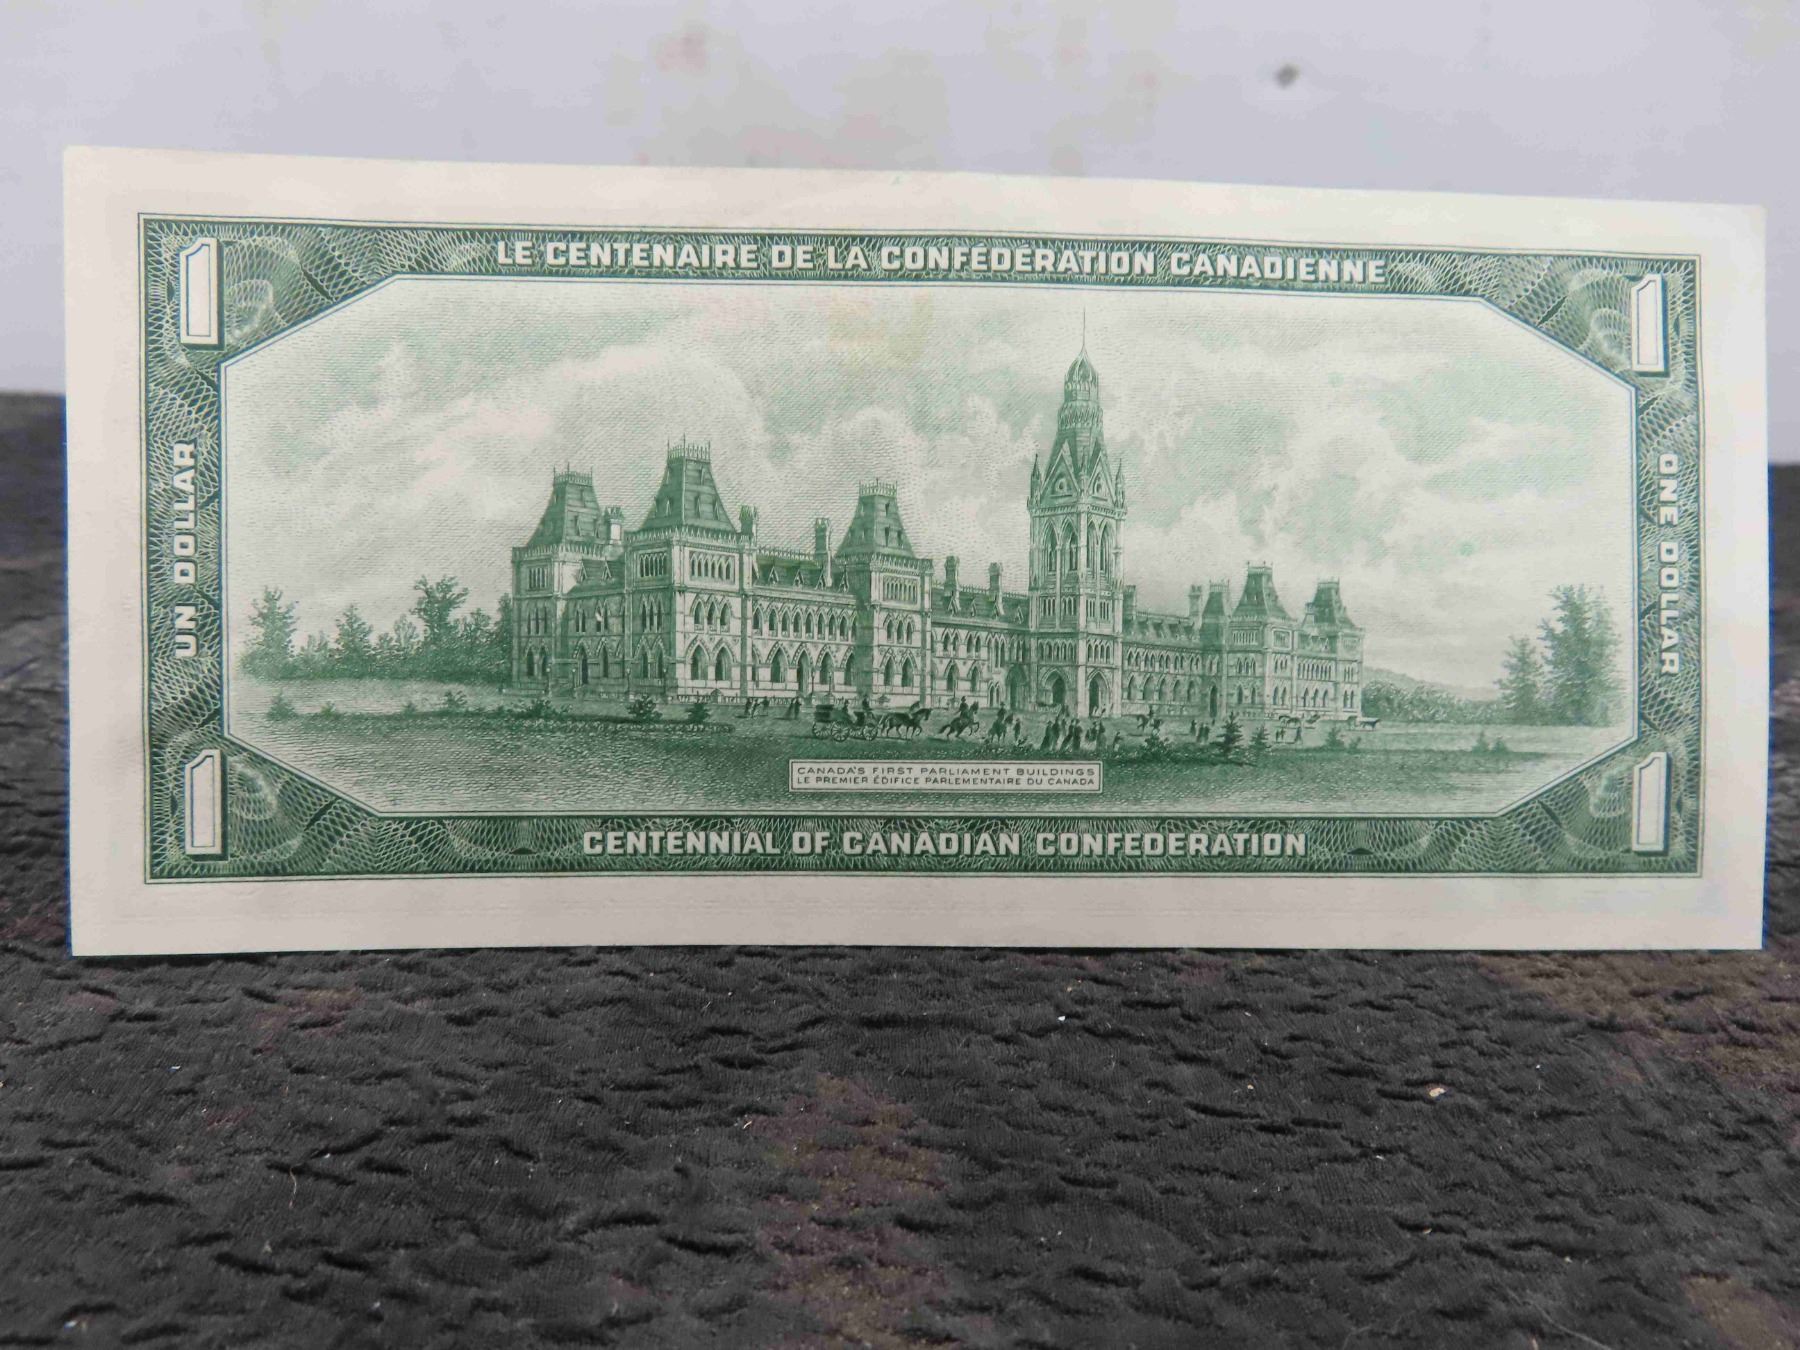 LE CENTENAIRE DE LA CONFÉDÉRATION CANADIENNE
1
1
UN DOLLAR
ONE DOLLAR
CANADA'S FIRST PARLIAMENT BUILDINGS
LE PREMIER ÉDIFICE PARLEMENTAIRE DU CANADA
1
1
CENTENNIAL OF CANADIAN CONFEDERATION